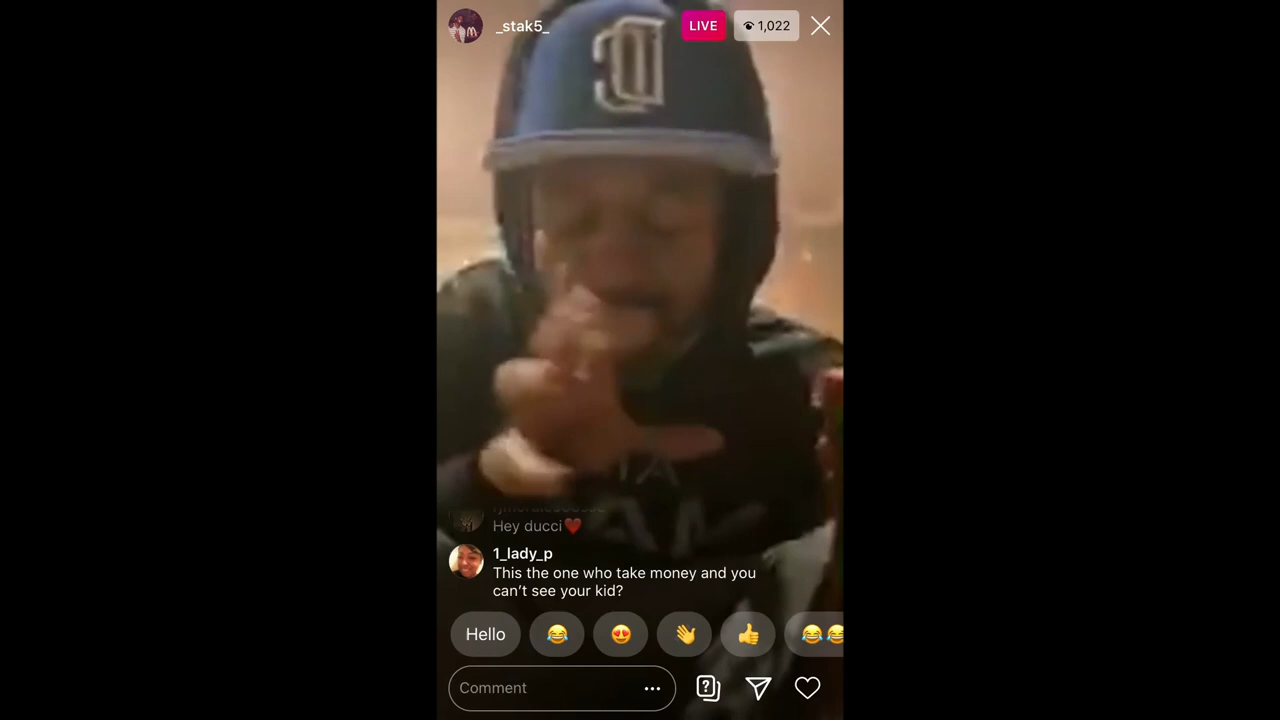 _stak5_
LIVE
1,022
Hey ducci❤️
1_lady_p
This the one who take money and you
can't see your kid?
Hello
Comment